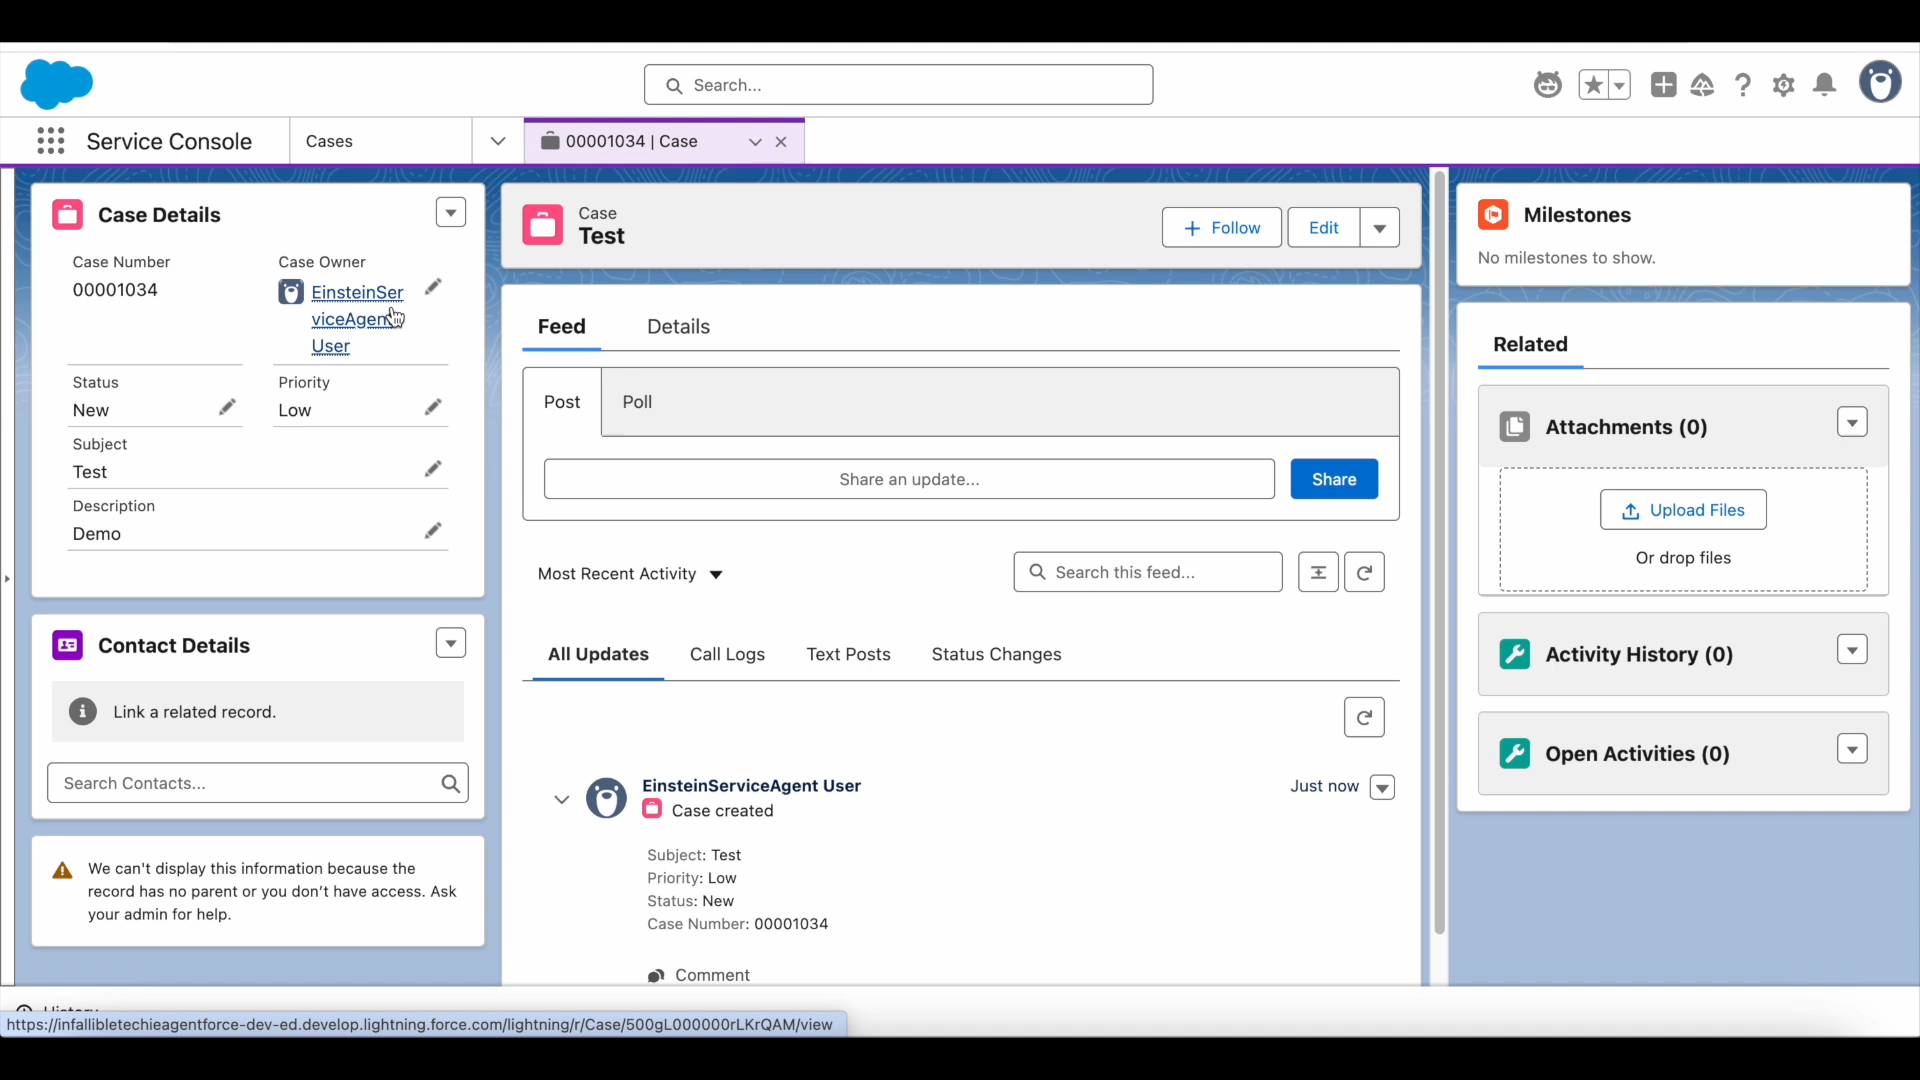 Search...
Service Console
Cases
00001034 | Case
Case Details
Case Number
00001034
Case Owner
EinsteinSer
viceAgent
User
Status
New
Priority
Low
Subject
Test
Description
Demo
Contact Details
Link a related record.
Search Contacts...
We can't display this information because the
record has no parent or you don't have access. Ask
your admin for help.
Case
Test
Follow
Edit
Feed
Details
Post
Poll
Share an update...
Share
Most Recent Activity
Search this feed...
All Updates
Call Logs
Text Posts
Status Changes
EinsteinServiceAgent User
Just now
Case created
Subject: Test
Priority: Low
Status: New
Case Number: 00001034
Comment
Milestones
No milestones to show.
Related
Attachments (0)
Upload Files
Or drop files
Activity History (0)
Open Activities (0)
History
https://infallibletechieagentforce-dev-ed.develop.lightning.force.com/lightning/r/Case/500gL000000rLKrQAM/view